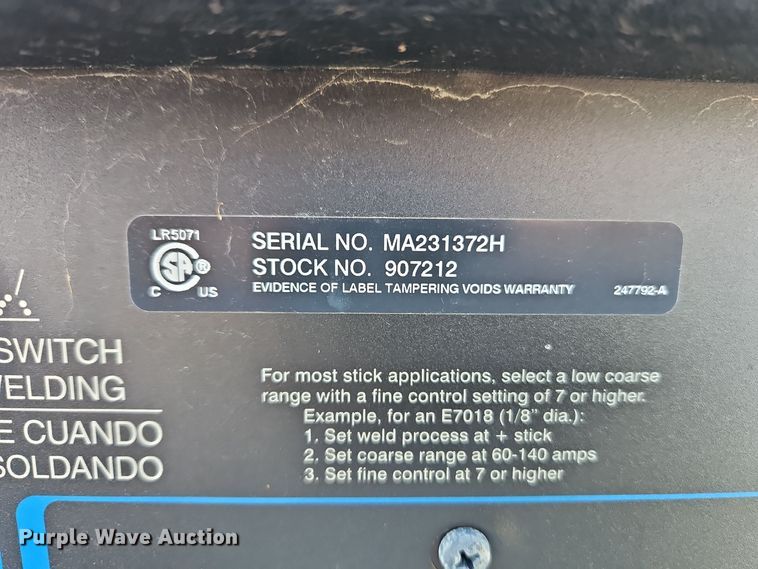 LR5071
SA
®
C US
SERIAL NO. MA231372H
STOCK NO. 907212
EVIDENCE OF LABEL TAMPERING VOIDS WARRANTY 247792-A
SWITCH
WELDING
E CUANDO
SOLDANDO
For most stick applications, select a low coarse
range with a fine control setting of 7 or higher.
Example, for an E7018 (1/8" dia.):
1. Set weld process at + stick
2. Set coarse range at 60-140 amps
3. Set fine control at 7 or higher
Purple Wave Auction